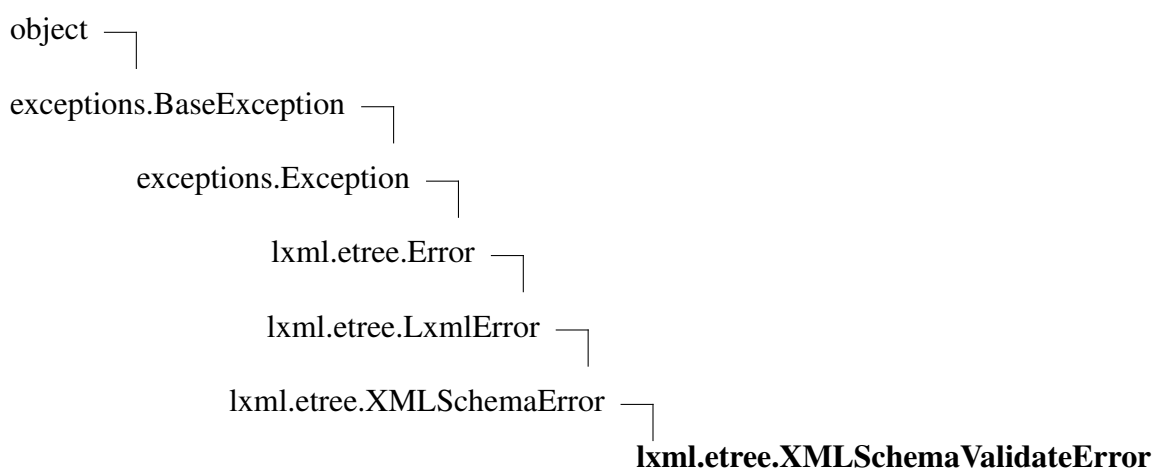 object
exceptions.BaseException
exceptions.Exception
lxml.etree.Error
lxml.etree.LxmlError
lxml.etree.XMLSchemaError
lxml.etree.XMLSchemaValidateError